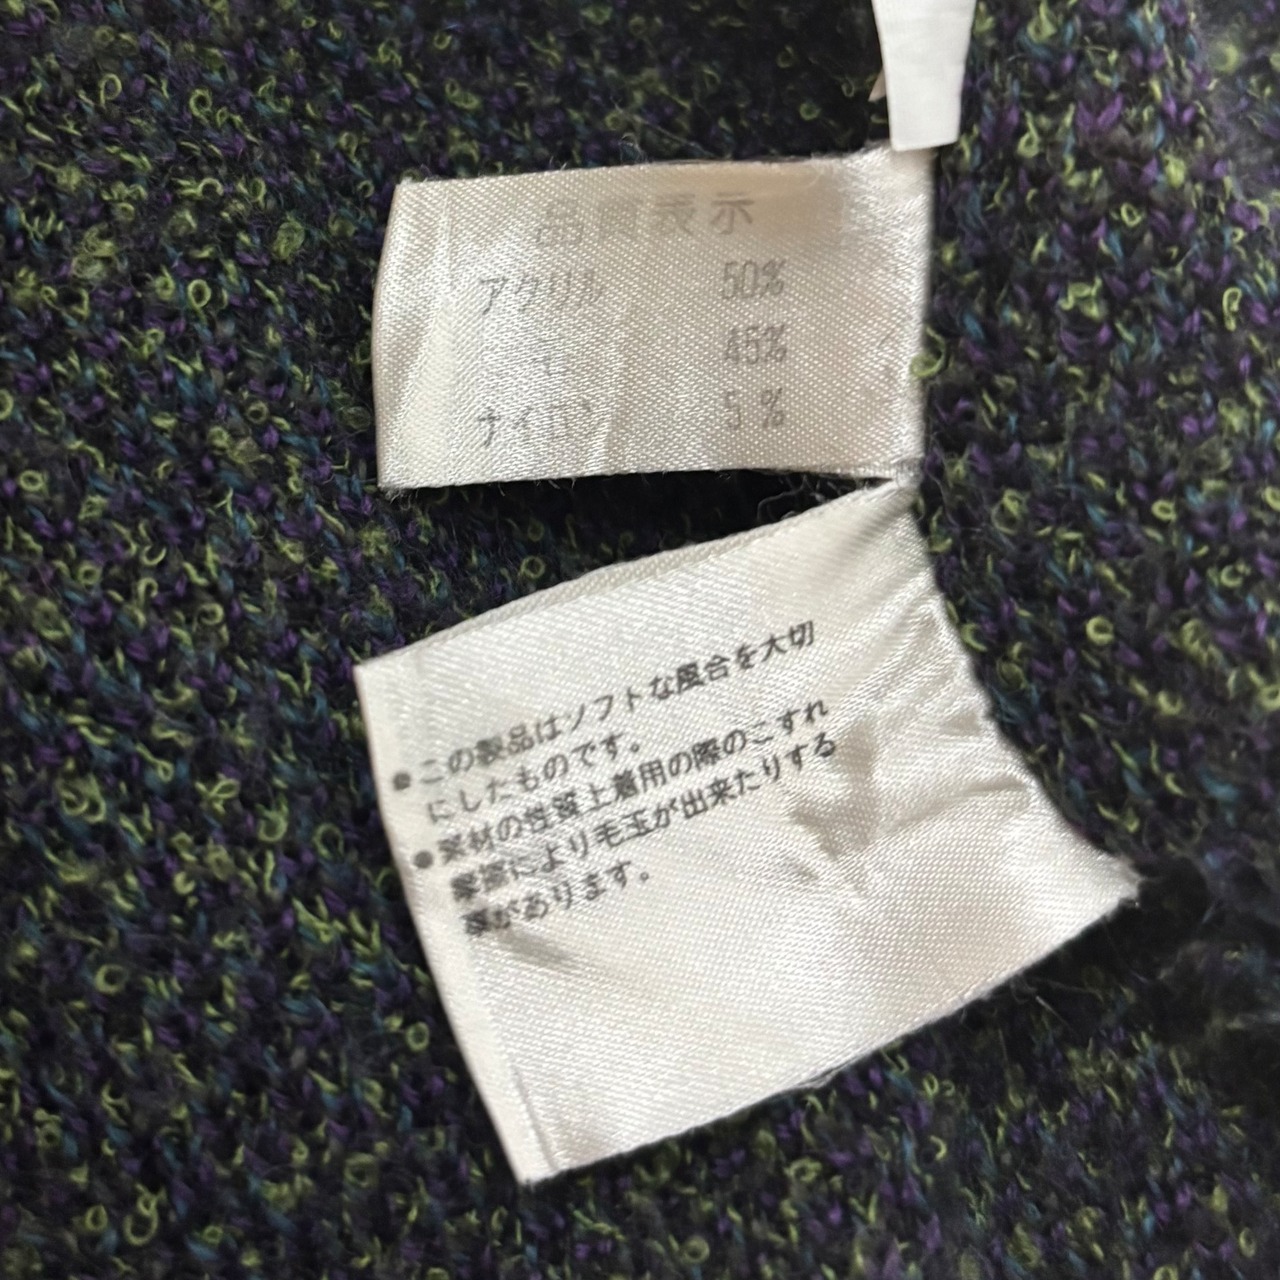 品質表示
アクリル 50%
45%
ナイロン 5%
●この製品はソフトな風合を大切
にしたものです。
●素材の性質上着用の際のこすれ
摩擦により毛玉が出来たりする
事があります。